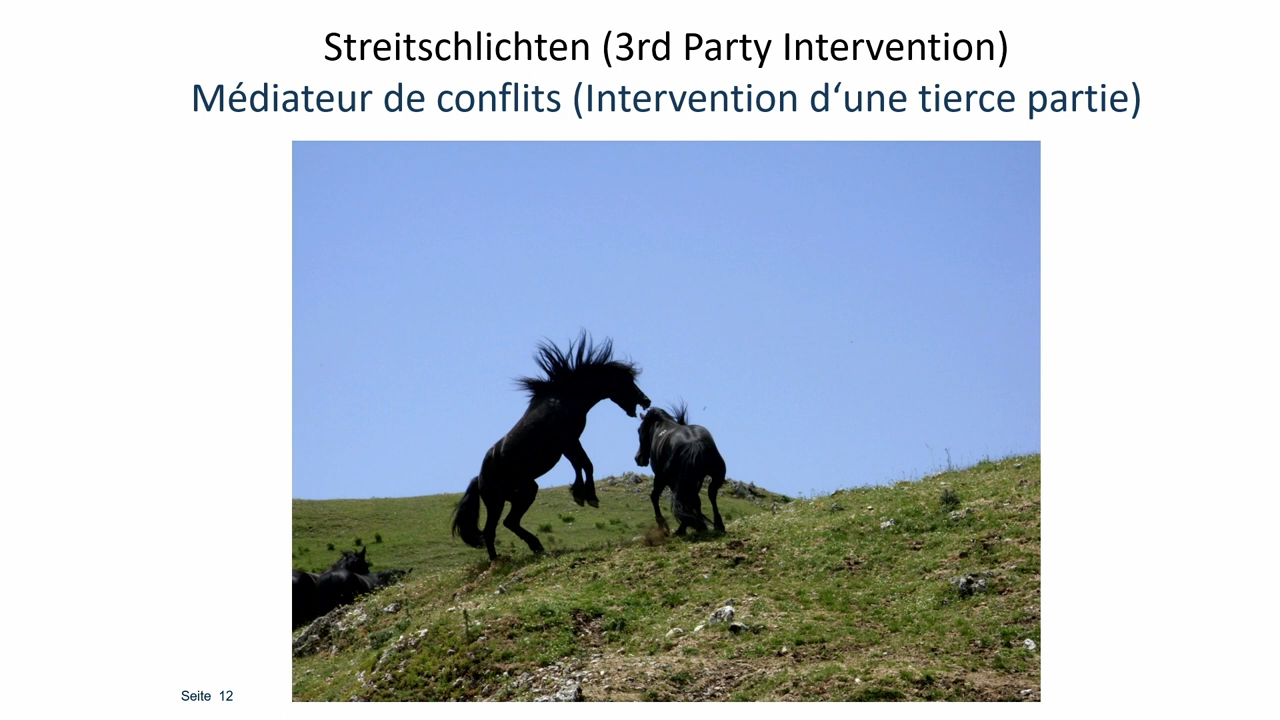 Streitschlichten (3rd Party Intervention)
Médiateur de conflits (Intervention d‘une tierce partie)
Seite 12